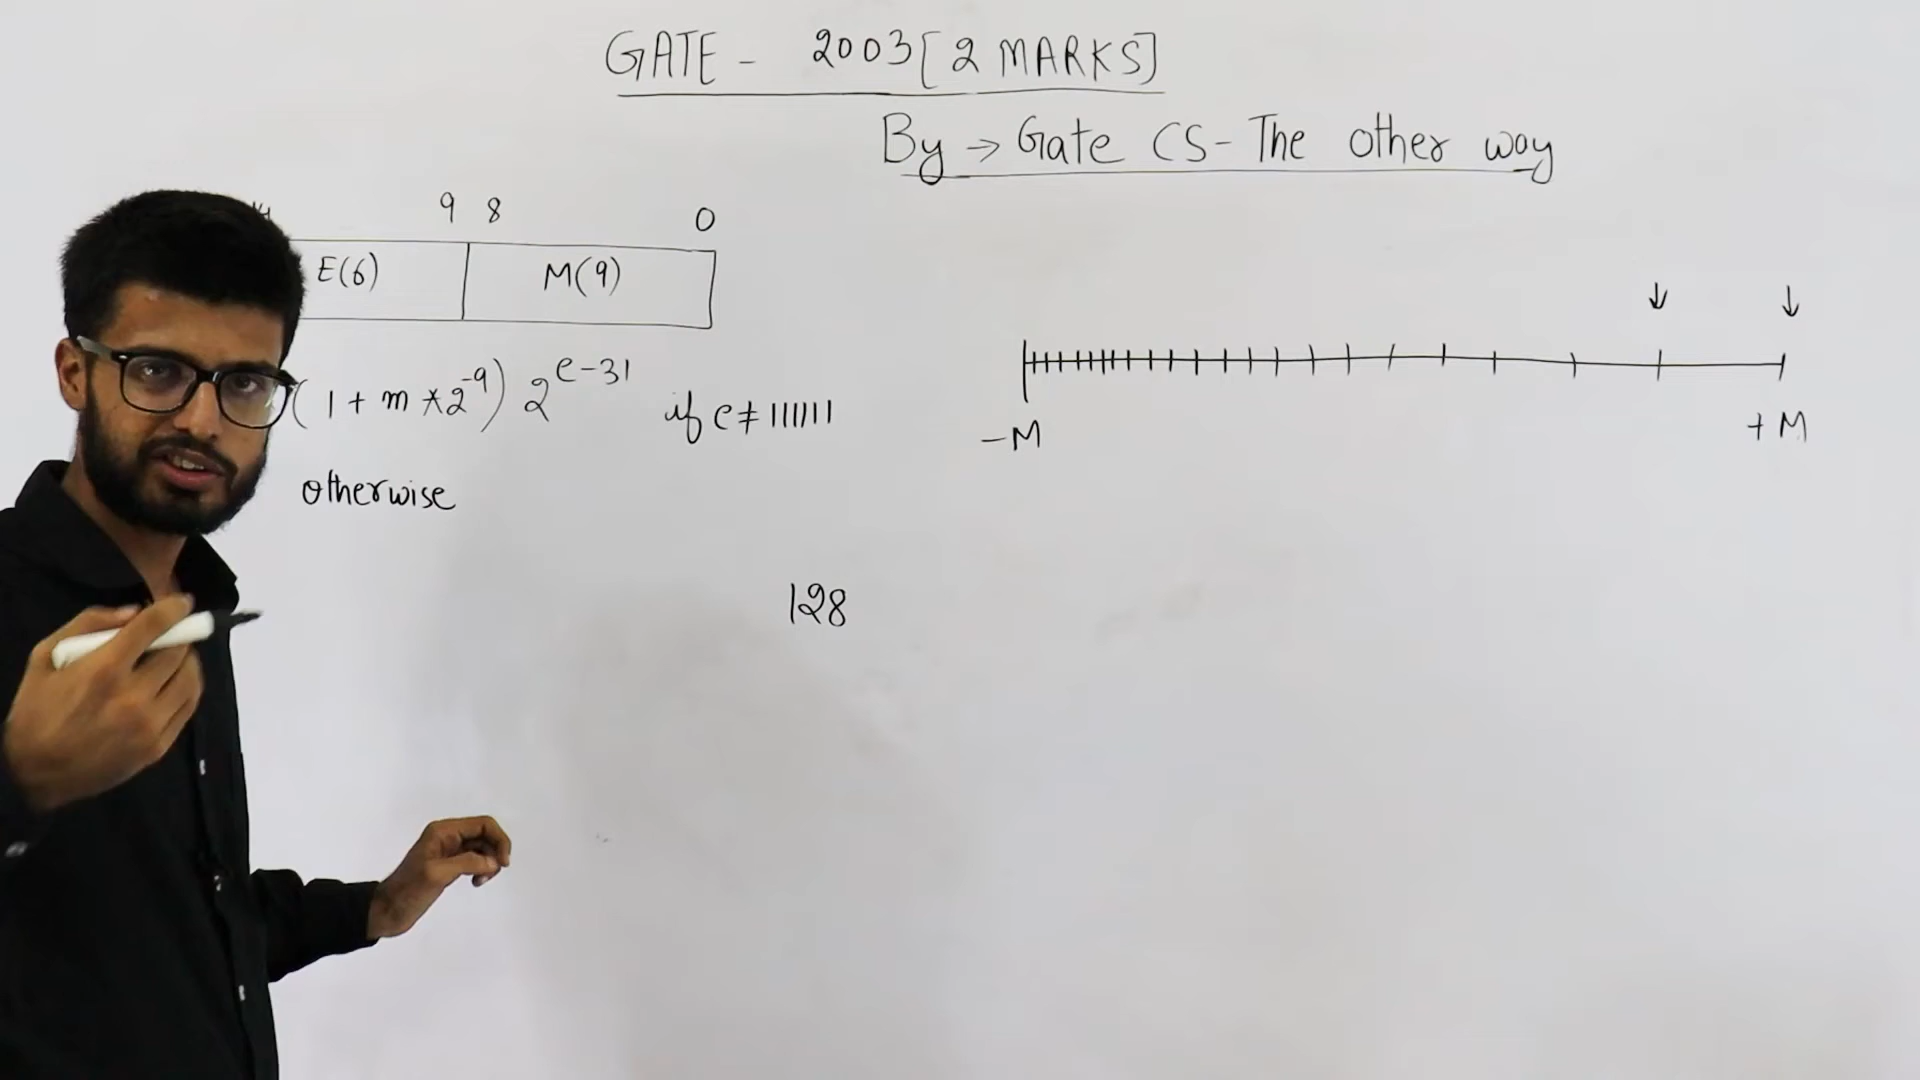 GATE - 2003 [2 MARKS]
By → Gate CS - The other way
9 8 0
E(6) M(9)
(1 + m * 2^-9) 2^e-31 if e ≠ 111111
otherwise
↓ ↓
-M +M
128